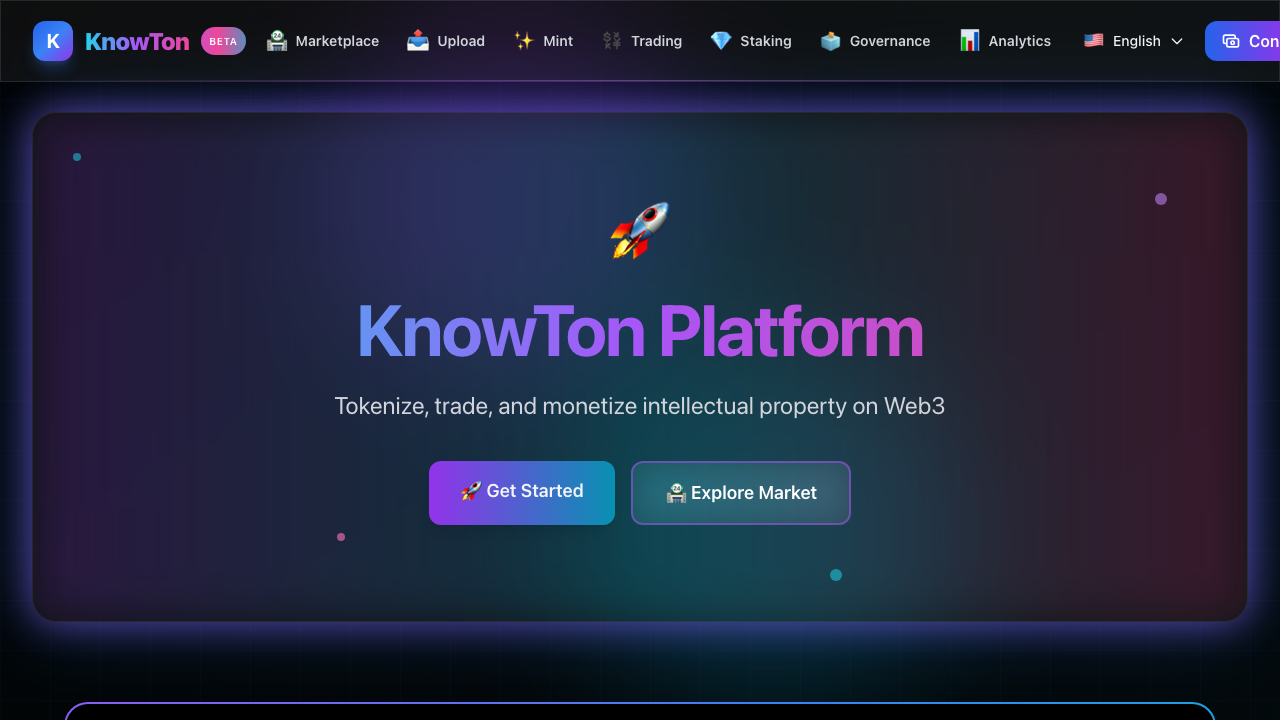 K KnowTon BETA Marketplace Upload Mint Trading Staking Governance Analytics English Con
KnowTon Platform
Tokenize, trade, and monetize intellectual property on Web3
Get Started Explore Market